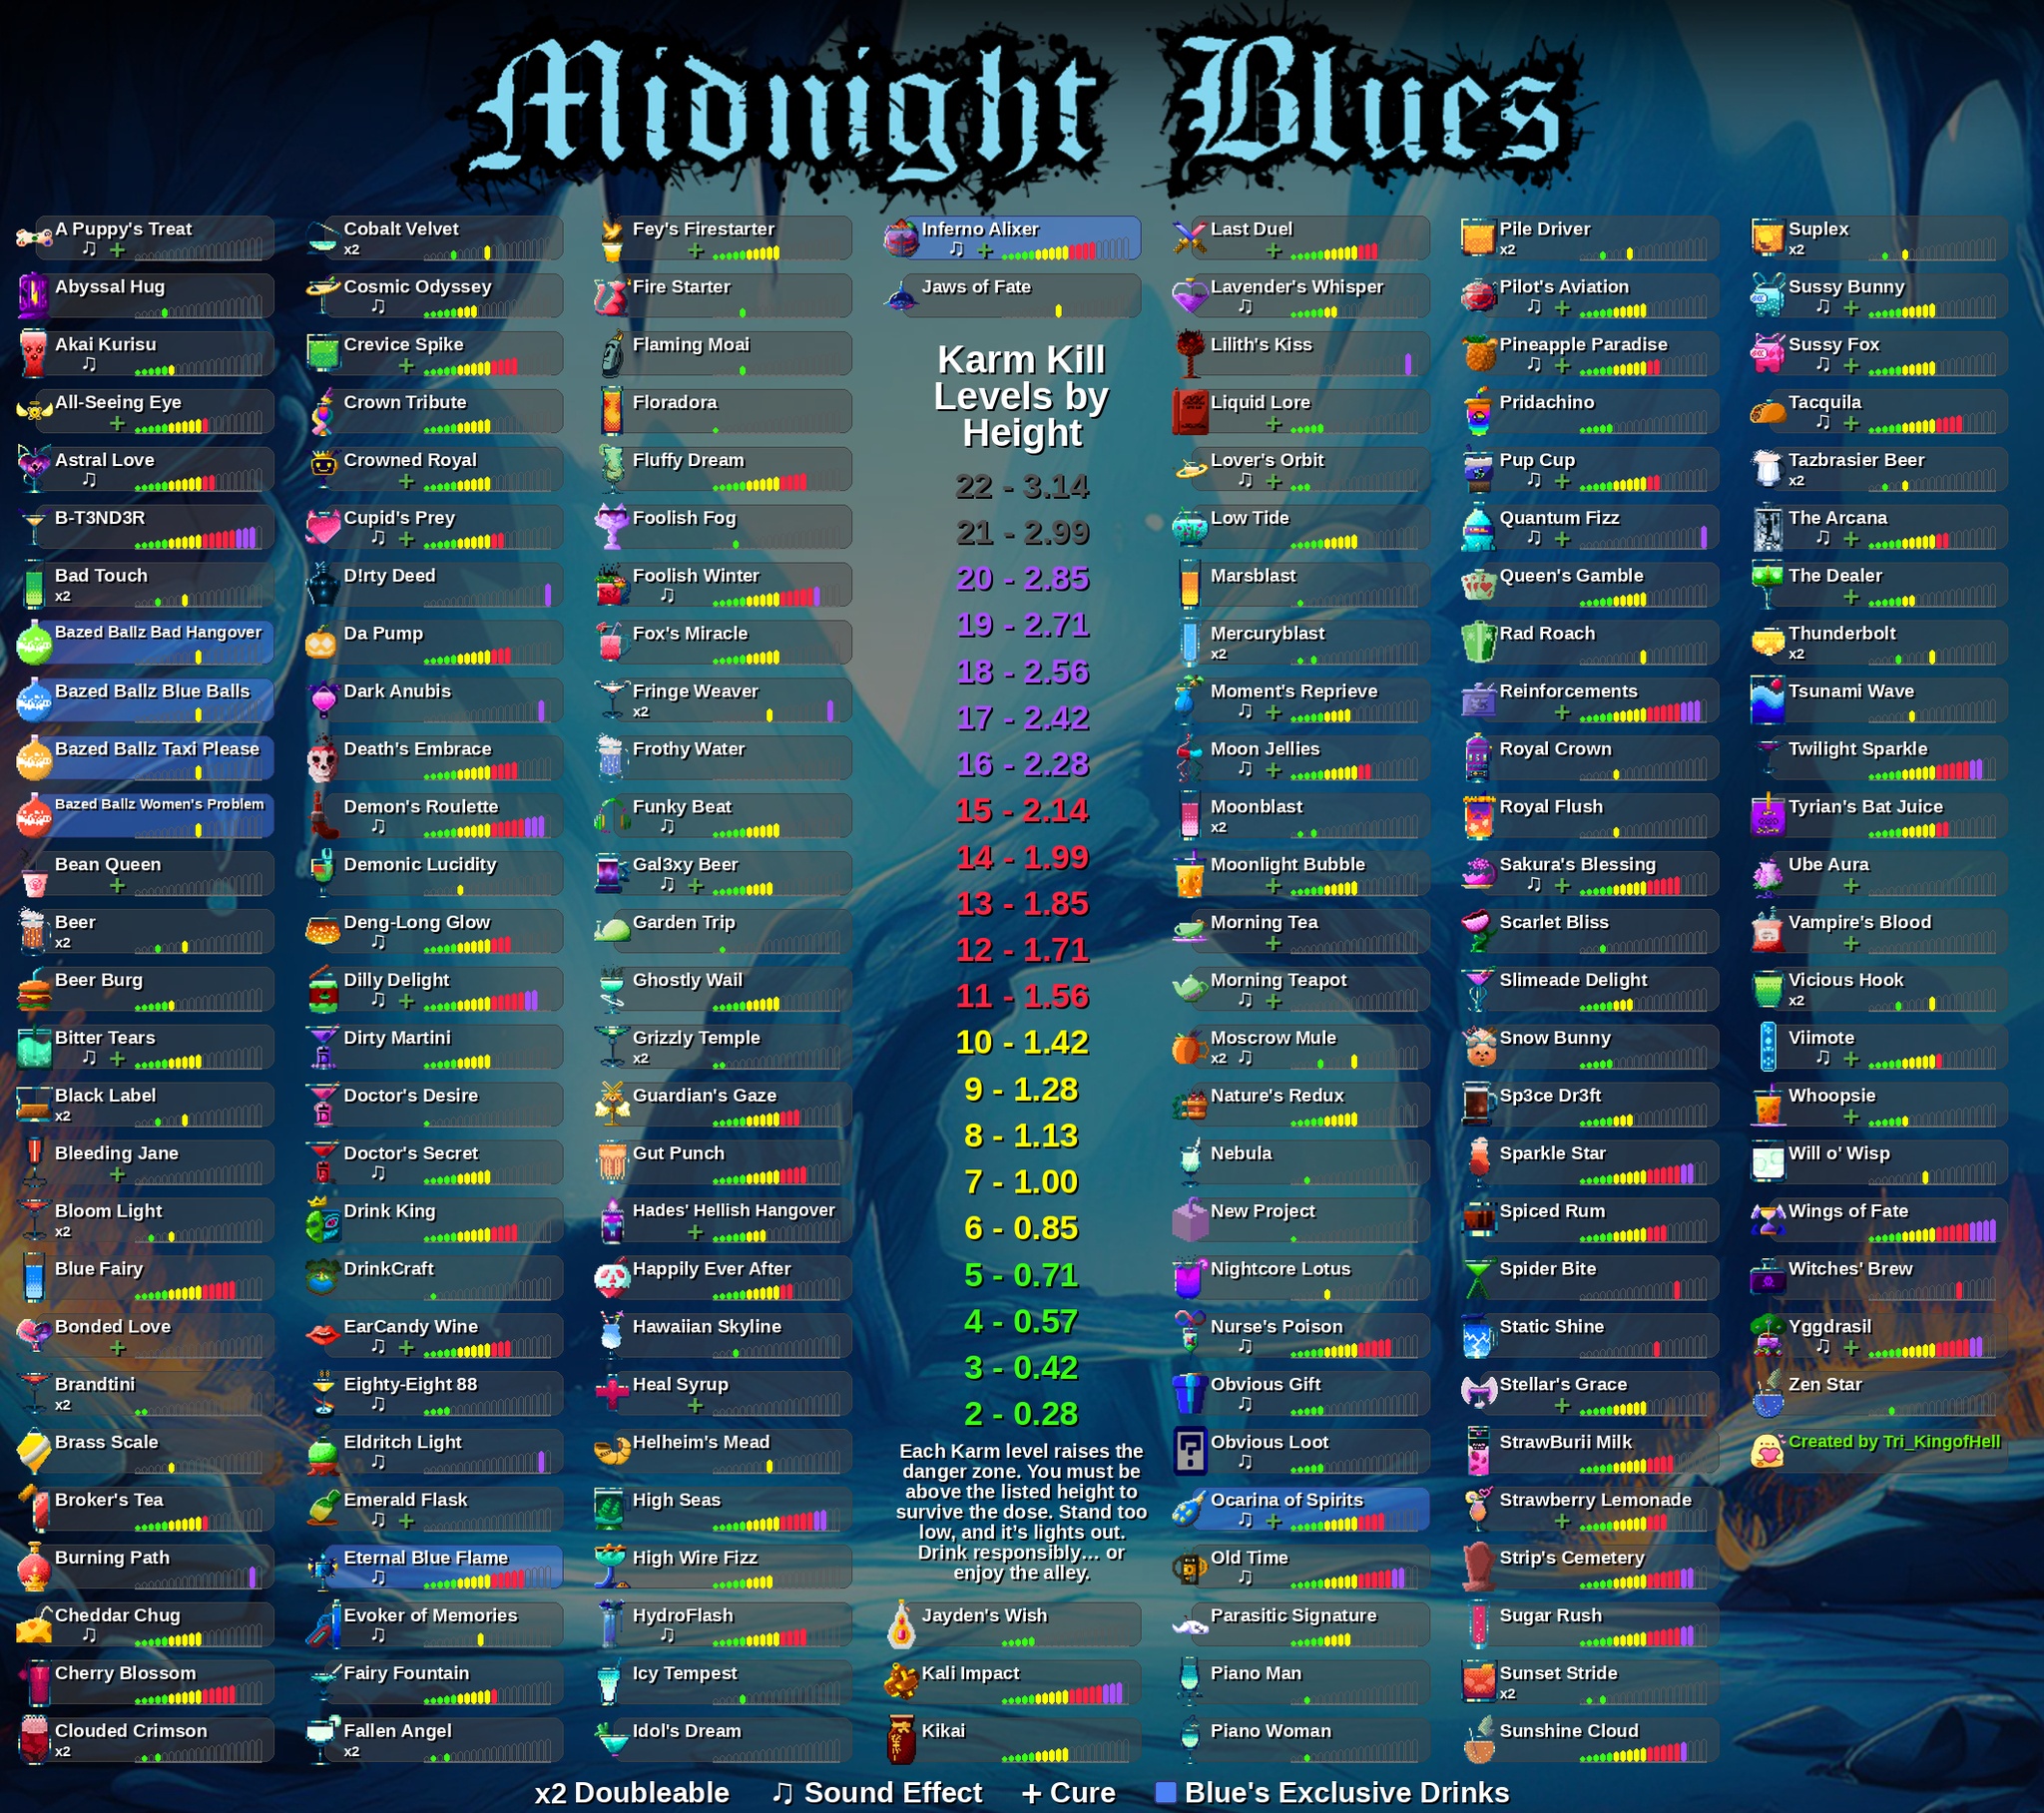 Midnight Blues
A Puppy's Treat
♫ +
Abyssal Hug
Akai Kurisu
♫
All-Seeing Eye
+
Astral Love
♫
B-T3ND3R
Bad Touch
x2
Bazed Ballz Bad Hangover
Bazed Ballz Blue Balls
Bazed Ballz Taxi Please
Bazed Ballz Women's Problem
Bean Queen
+
Beer
x2
Beer Burg
Bitter Tears
♫ +
Black Label
x2
Bleeding Jane
+
Bloom Light
x2
Blue Fairy
Bonded Love
+
Brandtini
x2
Brass Scale
Broker's Tea
Burning Path
Cheddar Chug
♫
Cherry Blossom
Clouded Crimson
x2
Cobalt Velvet
x2
Cosmic Odyssey
♫
Crevice Spike
+
Crown Tribute
Crowned Royal
+
Cupid's Prey
♫ +
D!rty Deed
Da Pump
Dark Anubis
Death's Embrace
Demon's Roulette
♫
Demonic Lucidity
Deng-Long Glow
♫
Dilly Delight
♫ +
Dirty Martini
Doctor's Desire
Doctor's Secret
♫
Drink King
DrinkCraft
EarCandy Wine
♫ +
Eighty-Eight 88
♫
Eldritch Light
♫
Emerald Flask
♫ +
Eternal Blue Flame
♫
Evoker of Memories
♫
Fairy Fountain
Fallen Angel
x2
Fey's Firestarter
+
Fire Starter
Flaming Moai
Floradora
Fluffy Dream
Foolish Fog
Foolish Winter
♫
Fox's Miracle
Fringe Weaver
x2
Frothy Water
Funky Beat
♫
Gal3xy Beer
♫ +
Garden Trip
Ghostly Wail
Grizzly Temple
x2
Guardian's Gaze
Gut Punch
Hades' Hellish Hangover
+
Happily Ever After
Hawaiian Skyline
Heal Syrup
+
Helheim's Mead
High Seas
High Wire Fizz
HydroFlash
♫
Icy Tempest
Idol's Dream
Inferno Alixer
♫ +
Jaws of Fate
Karm Kill
Levels by
Height
22 - 3.14
21 - 2.99
20 - 2.85
19 - 2.71
18 - 2.56
17 - 2.42
16 - 2.28
15 - 2.14
14 - 1.99
13 - 1.85
12 - 1.71
11 - 1.56
10 - 1.42
9 - 1.28
8 - 1.13
7 - 1.00
6 - 0.85
5 - 0.71
4 - 0.57
3 - 0.42
2 - 0.28
Each Karm level raises the
danger zone. You must be
above the listed height to
survive the dose. Stand too
low, and it's lights out.
Drink responsibly... or
enjoy the alley.
Jayden's Wish
Kali Impact
Kikai
Last Duel
+
Lavender's Whisper
♫
Lilith's Kiss
Liquid Lore
+
Lover's Orbit
♫ +
Low Tide
Marsblast
Mercuryblast
x2
Moment's Reprieve
♫ +
Moon Jellies
♫ +
Moonblast
x2
Moonlight Bubble
+
Morning Tea
+
Morning Teapot
♫ +
Moscrow Mule
x2 ♫
Nature's Redux
Nebula
New Project
Nightcore Lotus
Nurse's Poison
♫
Obvious Gift
♫
Obvious Loot
♫
Ocarina of Spirits
♫ +
Old Time
♫
Parasitic Signature
Piano Man
Piano Woman
Pile Driver
x2
Pilot's Aviation
♫ +
Pineapple Paradise
♫ +
Pridachino
Pup Cup
♫ +
Quantum Fizz
♫ +
Queen's Gamble
Rad Roach
Reinforcements
+
Royal Crown
Royal Flush
Sakura's Blessing
♫ +
Scarlet Bliss
Slimeade Delight
Snow Bunny
Sp3ce Dr3ft
Sparkle Star
Spiced Rum
Spider Bite
Static Shine
Stellar's Grace
+
StrawBurii Milk
Strawberry Lemonade
+
Strip's Cemetery
Sugar Rush
Sunset Stride
x2
Sunshine Cloud
Suplex
x2
Sussy Bunny
♫ +
Sussy Fox
♫ +
Tacquila
♫ +
Tazbrasier Beer
x2
The Arcana
♫ +
The Dealer
+
Thunderbolt
x2
Tsunami Wave
Twilight Sparkle
Tyrian's Bat Juice
Ube Aura
+
Vampire's Blood
+
Vicious Hook
x2
Viimote
♫ +
Whoopsie
+
Will o' Wisp
Wings of Fate
Witches' Brew
Yggdrasil
♫ +
Zen Star
Created by Tri_KingofHell
x2 Doubleable ♫ Sound Effect + Cure Blue's Exclusive Drinks